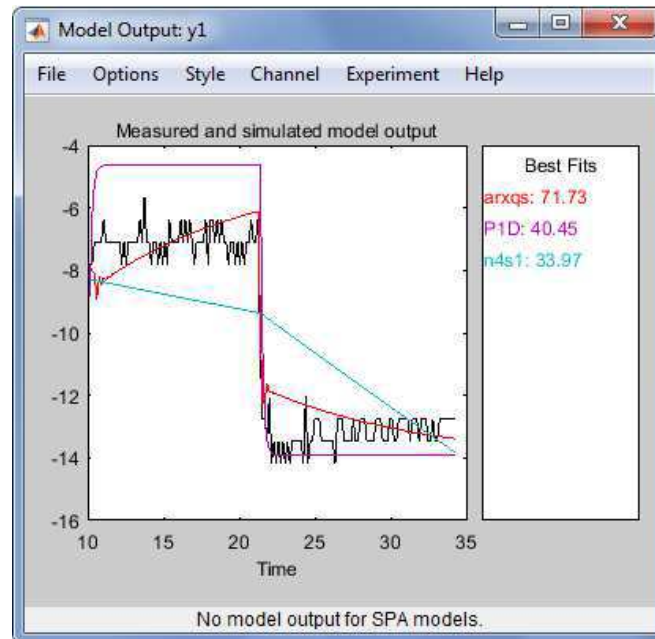 Model Output: y1
File Options Style Channel Experiment Help
Measured and simulated model output
-4
-6
-8
-10
-12
-14
-16
10 15 20 25 30 35
Time
Best Fits
arxqs: 71.73
P1D: 40.45
n4s1: 33.97
No model output for SPA models.